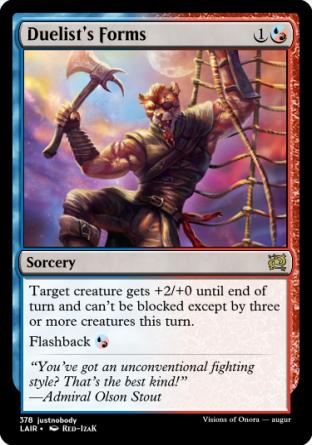 Duelist's Forms 1
Sorcery
Target creature gets +2/+0 until end of
turn and can't be blocked except by three
or more creatures this turn.
Flashback
"You've got an unconventional fighting
style? That's the best kind!"
—Admiral Olson Stout
378 justnobody
Visions of Onora — augur
LAIR • RED-IZAK